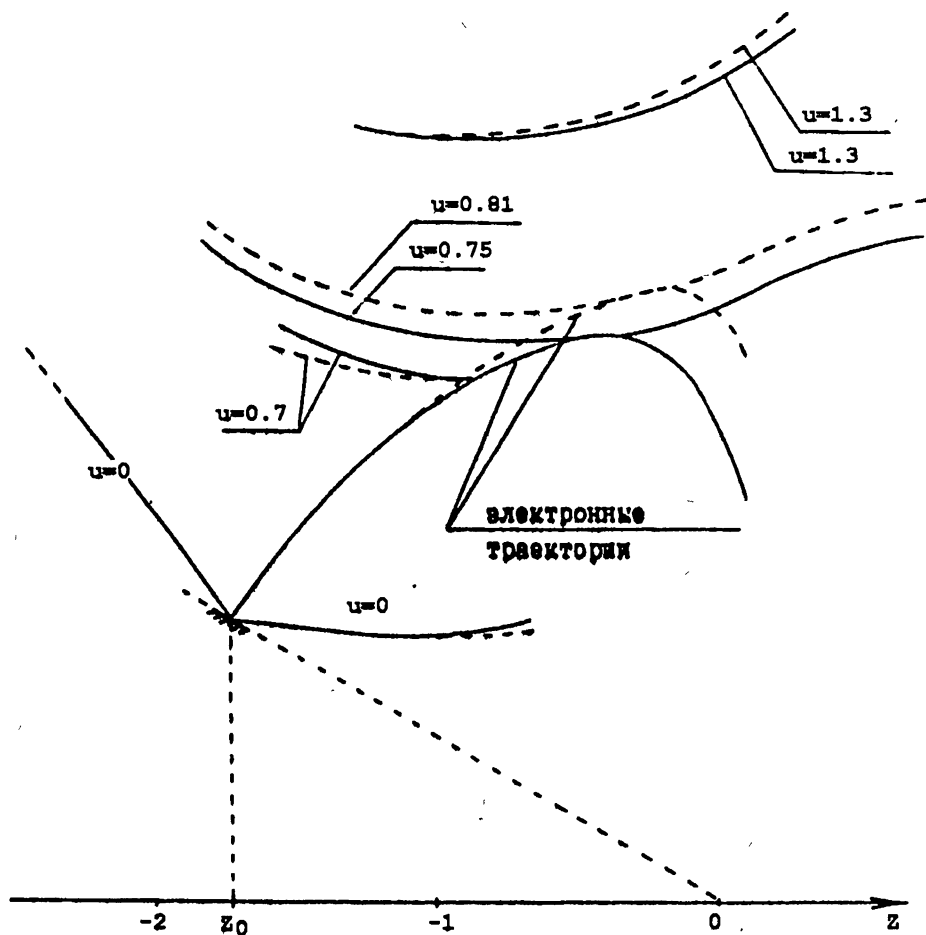 u=1.3
u=1.3
u=0.81
u=0.75
u=0.7
u=0
электронные
траектории
u=0
-2
z₀
-1
0
z